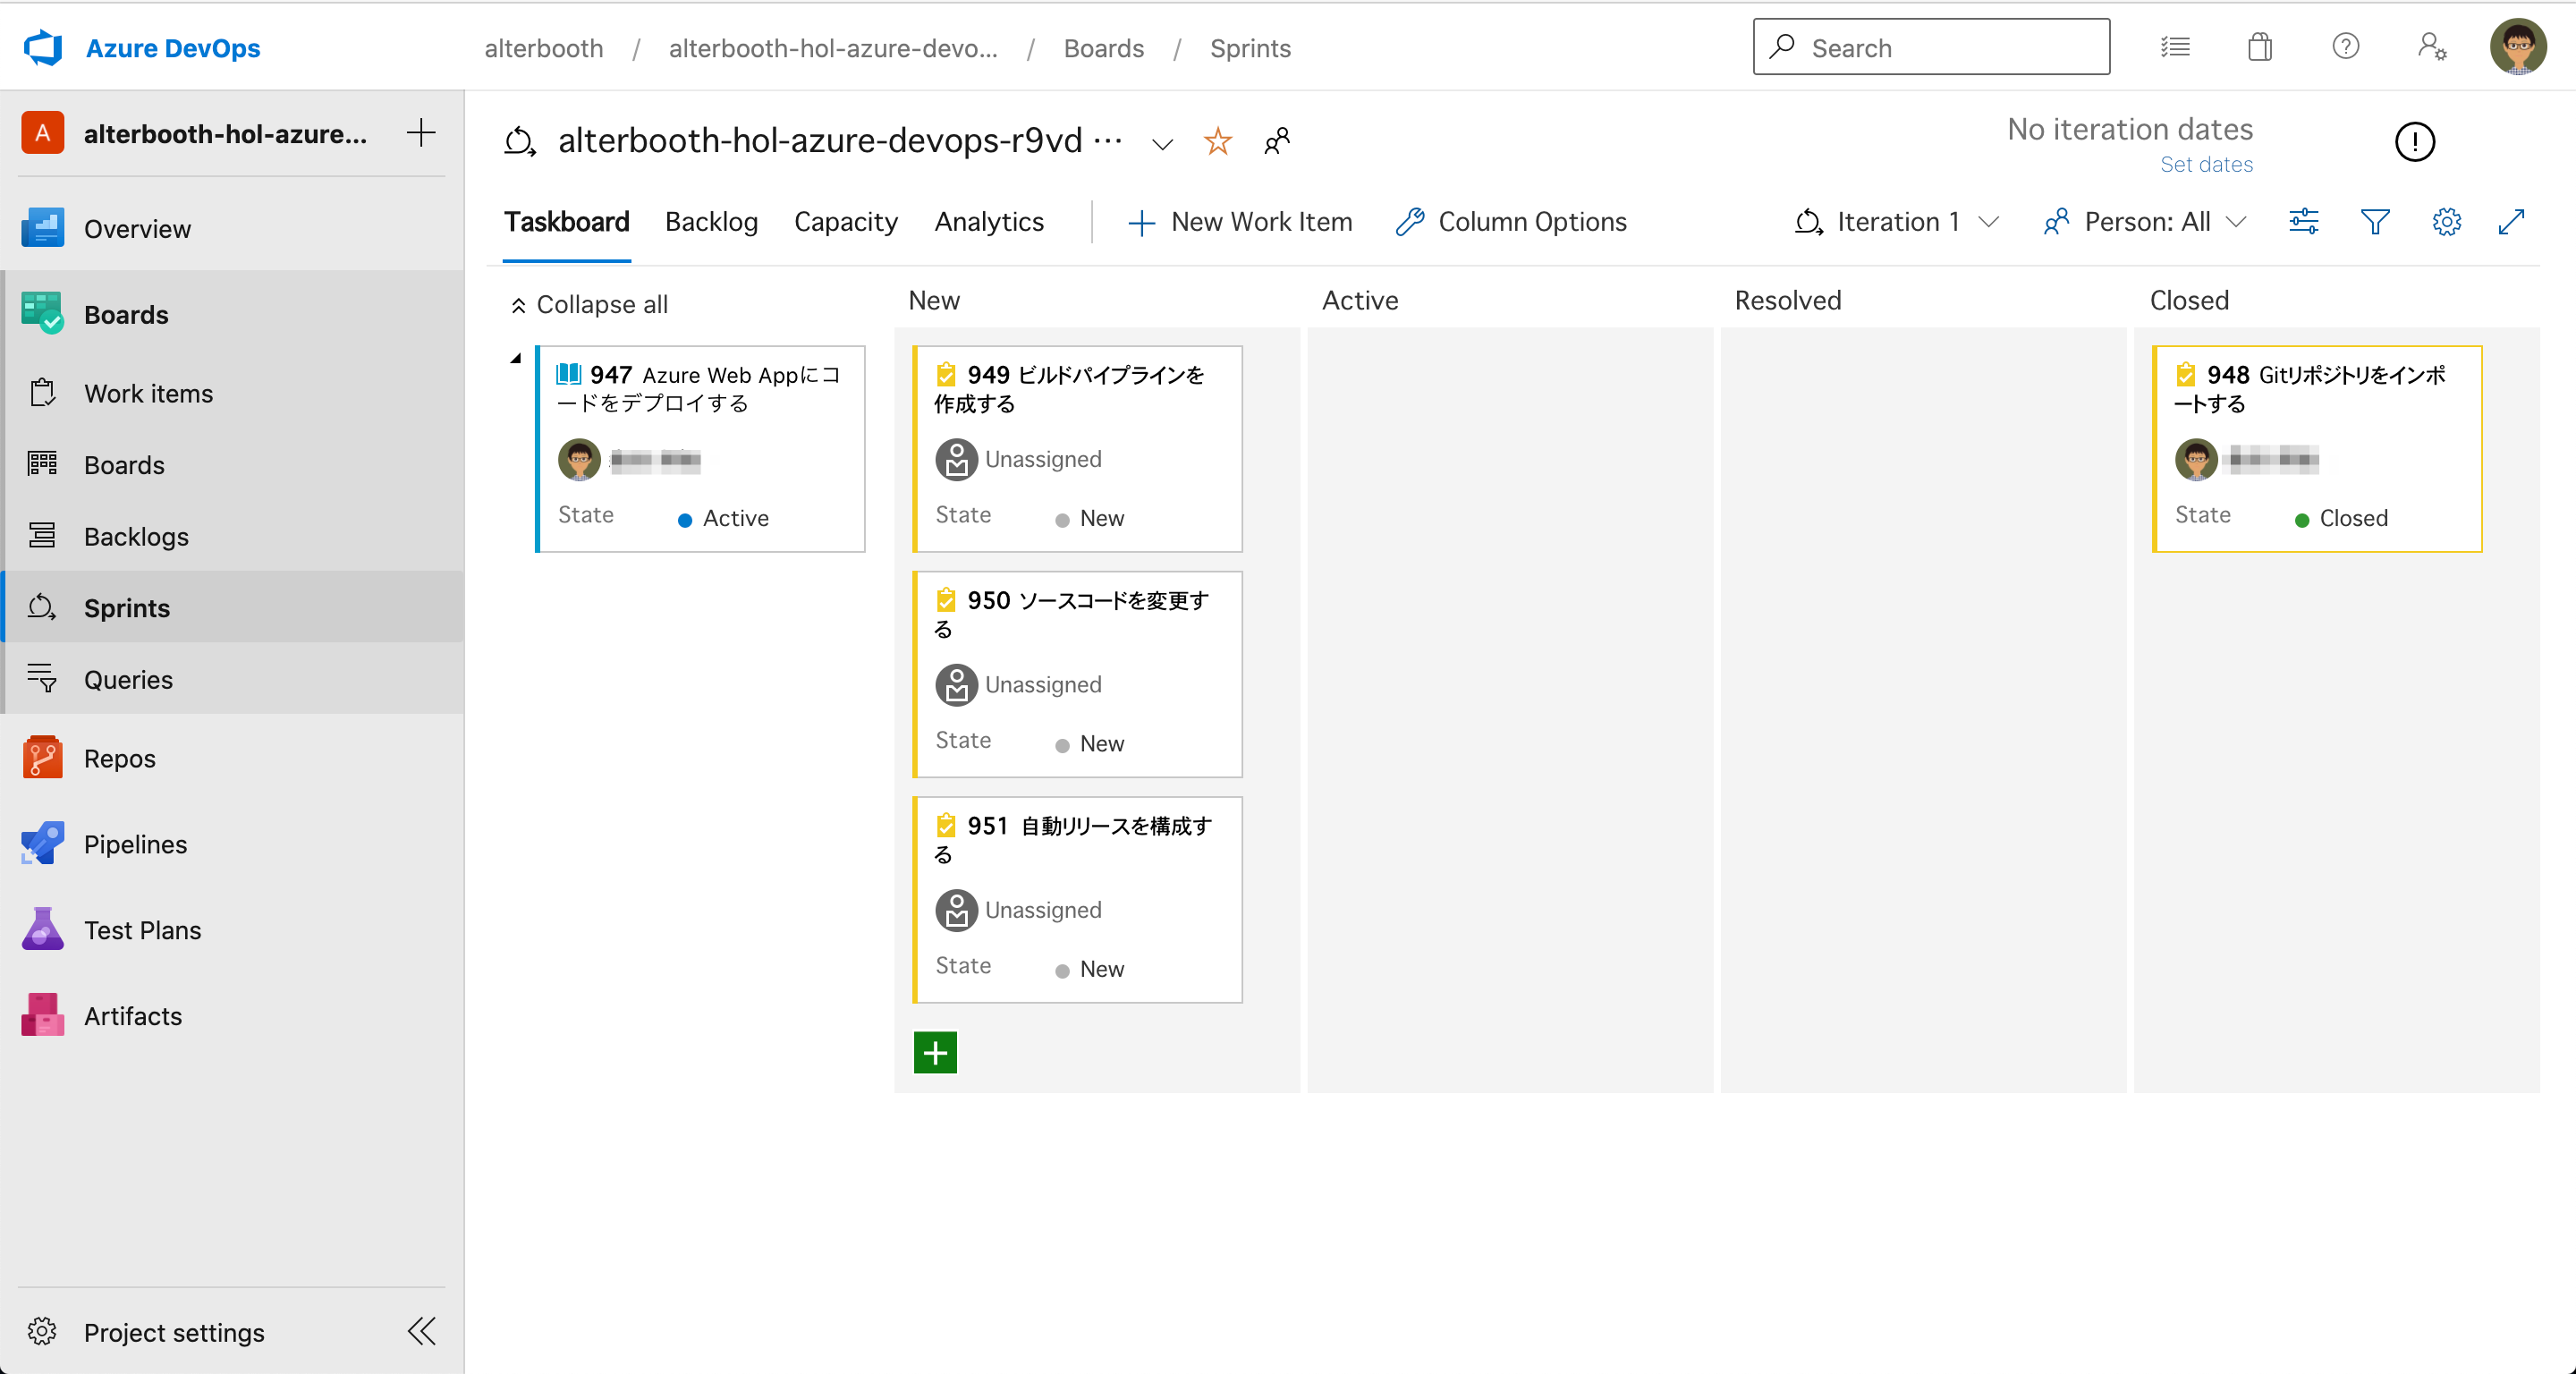 Azure DevOps
alterbooth / alterbooth-hol-azure-devo... / Boards / Sprints
Search
A
alterbooth-hol-azure...
Overview
Boards
Work items
Boards
Backlogs
Sprints
Queries
Repos
Pipelines
Test Plans
Artifacts
Project settings
alterbooth-hol-azure-devops-r9vd ...
No iteration dates
Set dates
Taskboard
Backlog
Capacity
Analytics
New Work Item
Column Options
Iteration 1
Person: All
Collapse all
New
Active
Resolved
Closed
947 Azure Web Appにコ
ードをデプロイする
State
Active
949 ビルドパイプラインを
作成する
Unassigned
State
New
950 ソースコードを変更す
る
Unassigned
State
New
951 自動リリースを構成す
る
Unassigned
State
New
948 Gitリポジトリをインポ
ートする
State
Closed